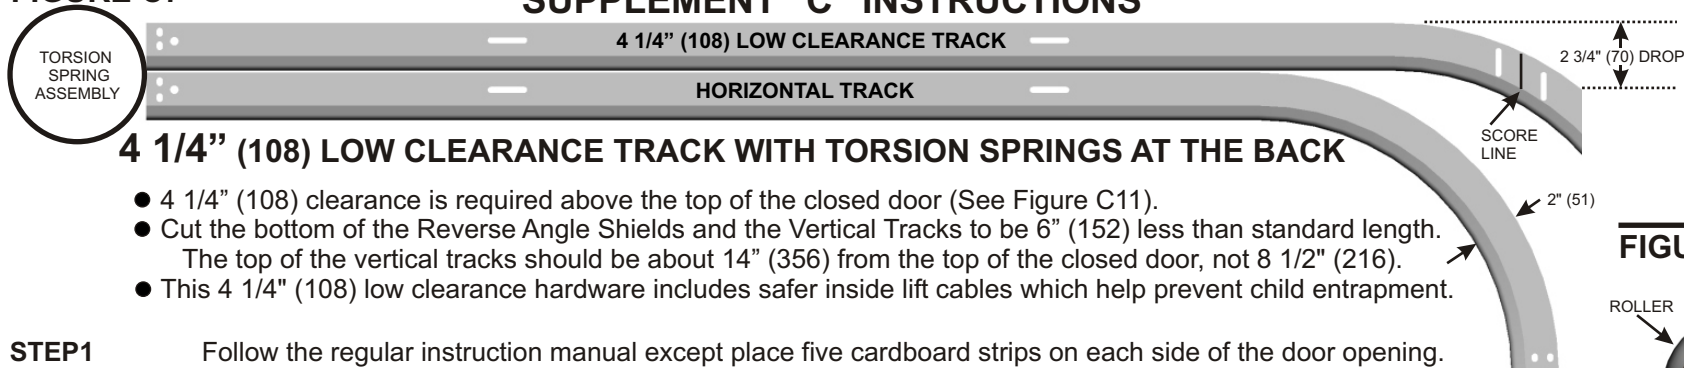 SUPPLEMENT "C" INSTRUCTIONS
TORSION
SPRING
ASSEMBLY
4 1/4” (108) LOW CLEARANCE TRACK
2 3/4" (70) DROP
HORIZONTAL TRACK
SCORE
LINE
4 1/4” (108) LOW CLEARANCE TRACK WITH TORSION SPRINGS AT THE BACK
● 4 1/4” (108) clearance is required above the top of the closed door (See Figure C11).
2" (51)
● Cut the bottom of the Reverse Angle Shields and the Vertical Tracks to be 6” (152) less than standard length.
The top of the vertical tracks should be about 14” (356) from the top of the closed door, not 8 1/2" (216).
● This 4 1/4" (108) low clearance hardware includes safer inside lift cables which help prevent child entrapment.
ROLLER
STEP1 Follow the regular instruction manual except place five cardboard strips on each side of the door opening.